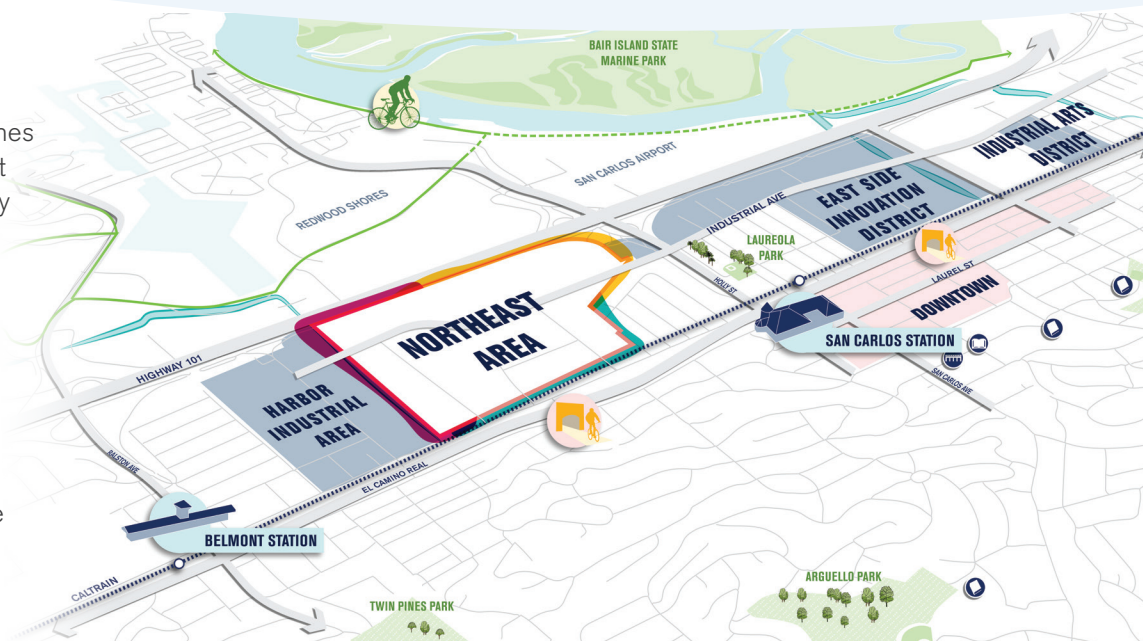 BAIR ISLAND STATE
MARINE PARK
INDUSTRIAL ARTS
DISTRICT
SAN CARLOS AIRPORT
REDWOOD SHORES
INDUSTRIAL AVE
EAST SIDE
INNOVATION
DISTRICT
LAUREOLA
PARK
HOLLY ST
LAUREL ST
DOWNTOWN
NORTHEAST
AREA
SAN CARLOS STATION
SAN CARLOS AVE
HIGHWAY 101
HARBOR
INDUSTRIAL
AREA
RALSTON AVE
EL CAMINO REAL
BELMONT STATION
CALTRAIN
TWIN PINES PARK
ARGUELLO PARK